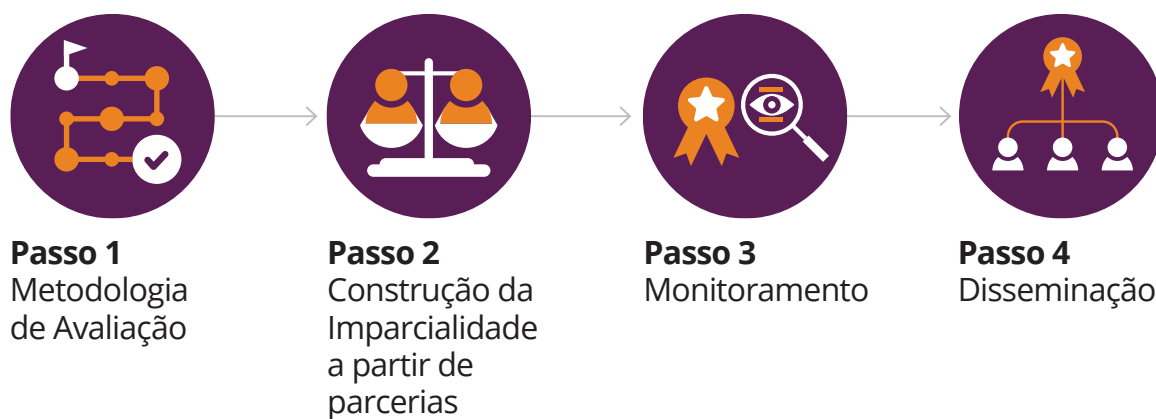 Passo 1
Metodologia
de Avaliação
Passo 2
Construção da
Imparcialidade
a partir de
parcerias
Passo 3
Monitoramento
Passo 4
Disseminação